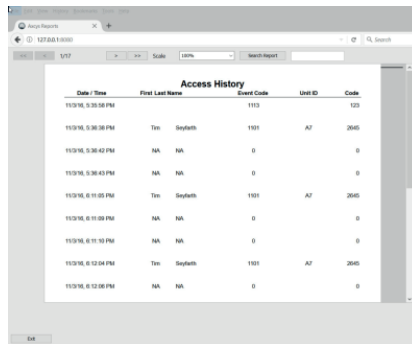 Axcys Reports
127.0.0.1:8080
Search
1/17
Scale
100%
Search Report
Access History
Date / Time First Last Name Event Code Unit ID Code
11/3/16, 5:35:58 PM 1113 123
11/3/16, 5:36:38 PM Tim Seyfarth 1101 A7 2645
11/3/16, 5:36:42 PM NA NA 0 0
11/3/16, 5:36:43 PM NA NA 0 0
11/3/16, 6:11:05 PM Tim Seyfarth 1101 A7 2645
11/3/16, 6:11:09 PM NA NA 0 0
11/3/16, 6:11:10 PM NA NA 0 0
11/3/16, 6:12:04 PM Tim Seyfarth 1101 A7 2645
11/3/16, 6:12:06 PM NA NA 0 0
Exit